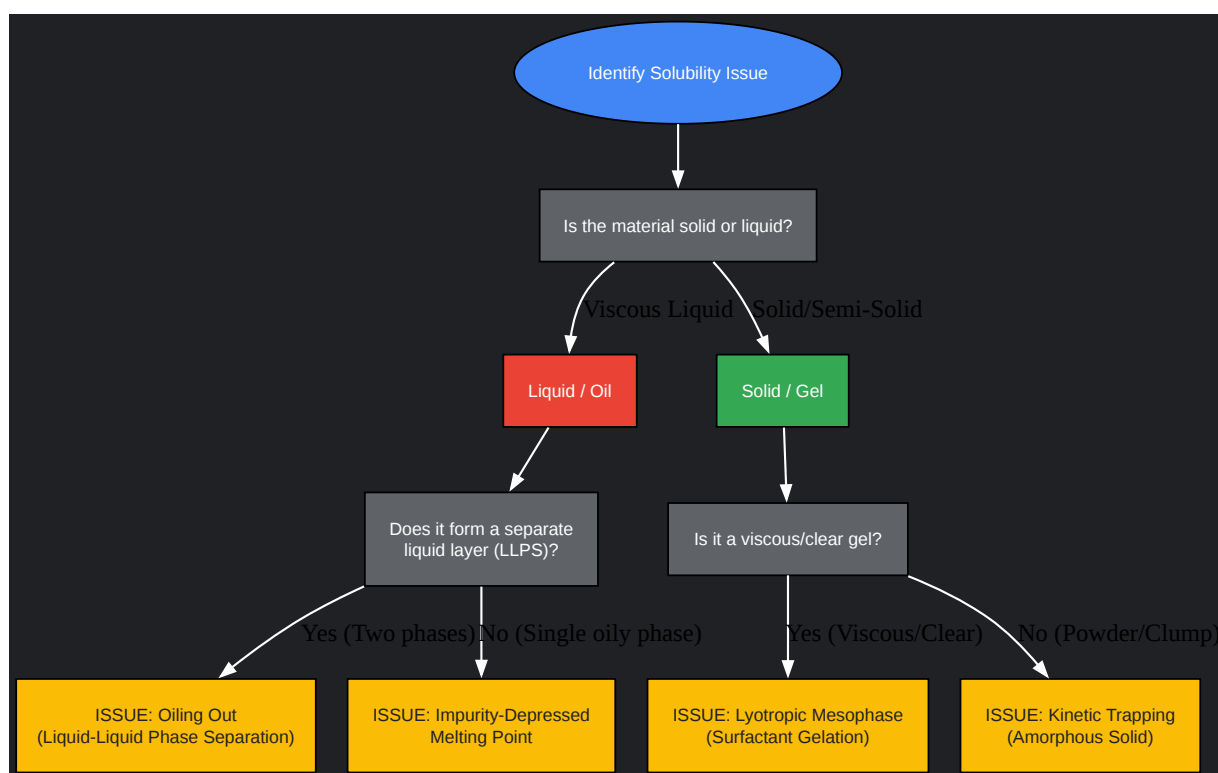 Identify Solubility Issue
Is the material solid or liquid?
Viscous Liquid
Solid/Semi-Solid
Liquid / Oil
Solid / Gel
Does it form a separate
liquid layer (LLPS)?
Is it a viscous/clear gel?
Yes (Two phases)
No (Single oily phase)
Yes (Viscous/Clear)
No (Powder/Clump)
ISSUE: Oiling Out
(Liquid-Liquid Phase Separation)
ISSUE: Impurity-Depressed
Melting Point
ISSUE: Lyotropic Mesophase
(Surfactant Gelation)
ISSUE: Kinetic Trapping
(Amorphous Solid)